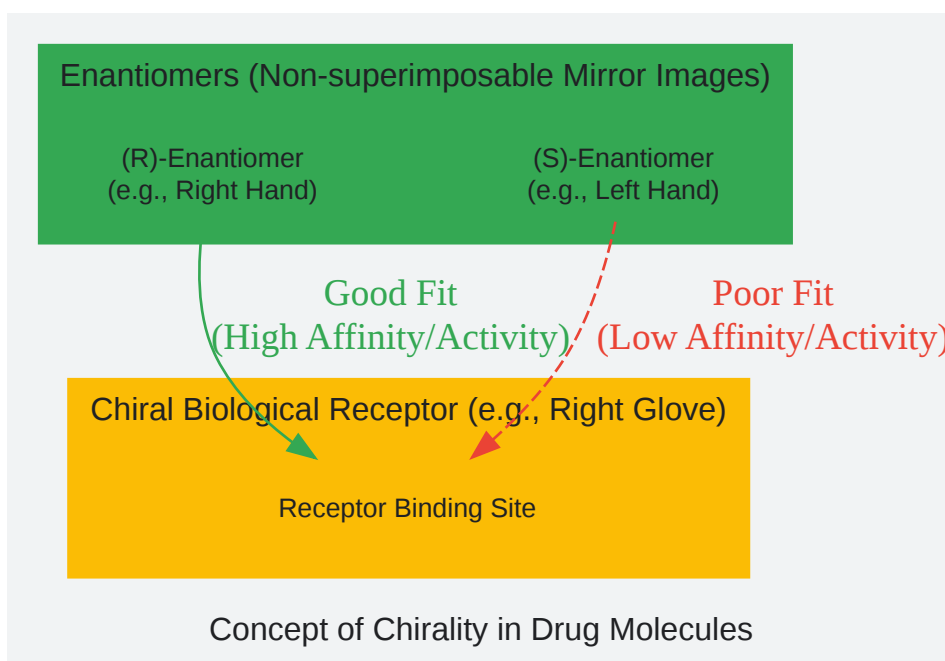 Enantiomers (Non-superimposable Mirror Images)
(R)-Enantiomer
(e.g., Right Hand)
(S)-Enantiomer
(e.g., Left Hand)
Good Fit
(High Affinity/Activity)
Poor Fit
(Low Affinity/Activity)
Chiral Biological Receptor (e.g., Right Glove)
Receptor Binding Site
Concept of Chirality in Drug Molecules